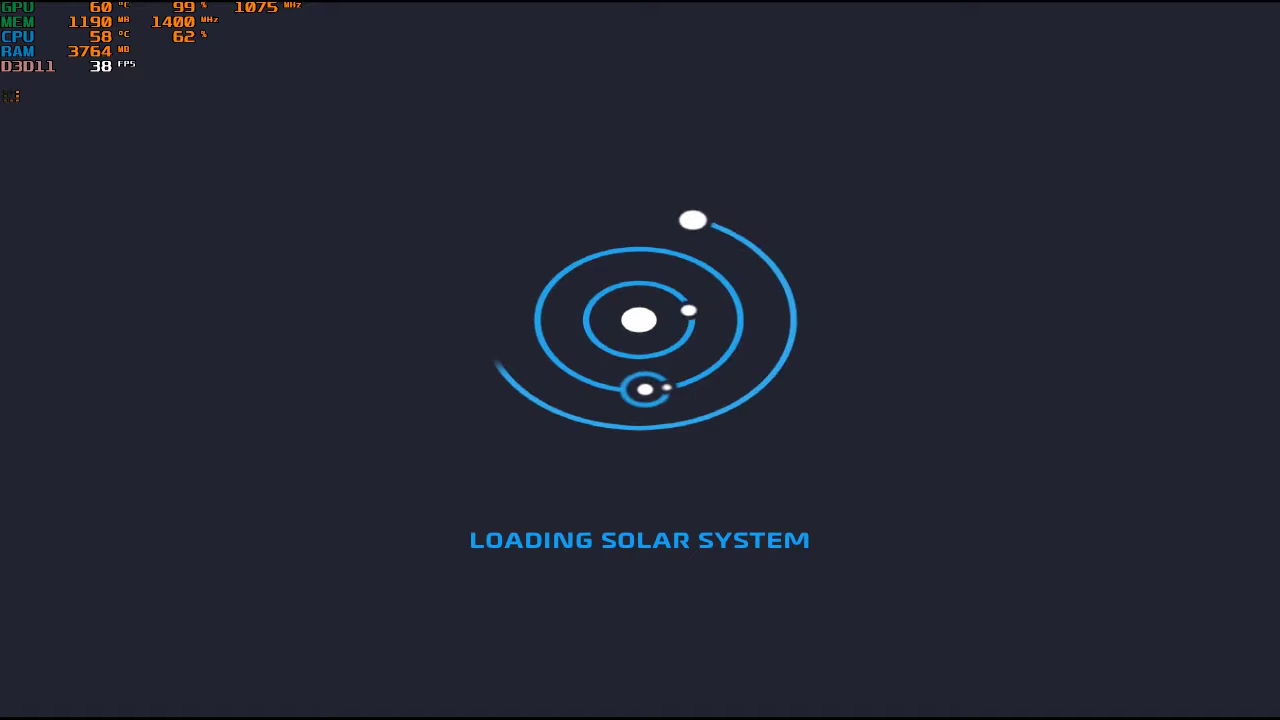 GPU 60 °C 99 % 1075 MHz
MEM 1190 MB 1400 MHz
CPU 58 °C 62 %
RAM 3764 MB
D3D11 38 FPS
LOADING SOLAR SYSTEM